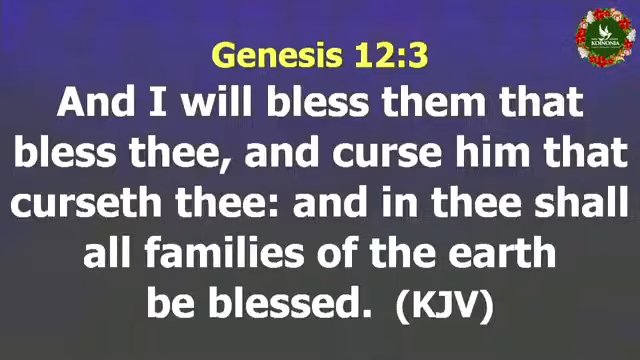 KOINONIA
Genesis 12:3
And I will bless them that
bless thee, and curse him that
curseth thee: and in thee shall
all families of the earth
be blessed. (KJV)